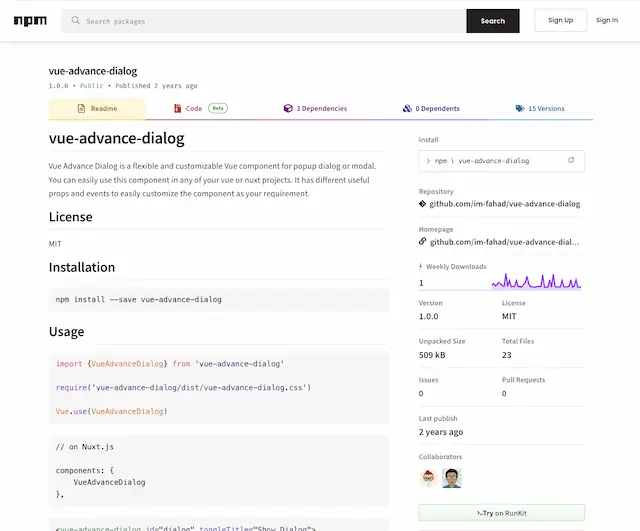 npm
Search packages
Search
Sign Up
Sign In
vue-advance-dialog
1.0.0 • Public • Published 2 years ago
Readme
Code Beta
3 Dependencies
0 Dependents
15 Versions
vue-advance-dialog
Vue Advance Dialog is a flexible and customizable Vue component for popup dialog or modal.
You can easily use this component in any of your vue or nuxt projects. It has different useful
props and events to easily customize the component as your requirement.
License
MIT
Installation
npm install --save vue-advance-dialog
Usage
import {VueAdvanceDialog} from 'vue-advance-dialog'
require('vue-advance-dialog/dist/vue-advance-dialog.css')
Vue.use(VueAdvanceDialog)
// on Nuxt.js
components: {
VueAdvanceDialog
},
<vue-advance-dialog id="dialog" toggleTitle="Show Dialog">
Install
> npm i vue-advance-dialog
Repository
github.com/im-fahad/vue-advance-dialog
Homepage
github.com/im-fahad/vue-advance-dial...
Weekly Downloads
1
Version
1.0.0
License
MIT
Unpacked Size
509 kB
Total Files
23
Issues
0
Pull Requests
0
Last publish
2 years ago
Collaborators
>-Try on RunKit